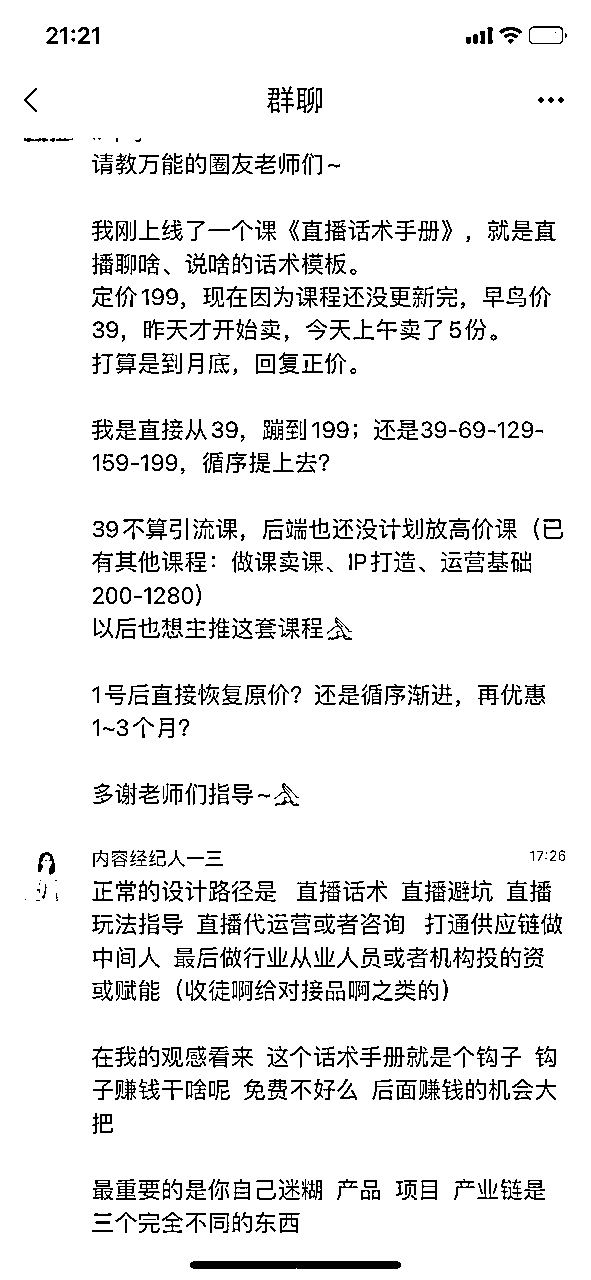 21:21
群聊
请教万能的圈友老师们~
我刚上线了一个课《直播话术手册》，就是直
播聊啥、说啥的话术模板。
定价199，现在因为课程还没更新完，早鸟价
39，昨天才开始卖，今天上午卖了5份。
打算是到月底，回复正价。
我是直接从39，蹦到199；还是39-69-129-
159-199，循序提上去？
39不算引流课，后端也还没计划放高价课（已
有其他课程：做课卖课、IP打造、运营基础
200-1280）
以后也想主推这套课程
1号后直接恢复原价？还是循序渐进，再优惠
1~3个月？
多谢老师们指导~
内容经纪人一三
17:26
正常的设计路径是 直播话术 直播避坑 直播
玩法指导 直播代运营或者咨询 打通供应链做
中间人 最后做行业从业人员或者机构投的资
或赋能（收徒啊给对接品啊之类的）
在我的观感看来 这个话术手册就是个钩子 钩
子赚钱干啥呢 免费不好么 后面赚钱的机会大
把
最重要的是你自己迷糊 产品 项目 产业链是
三个完全不同的东西